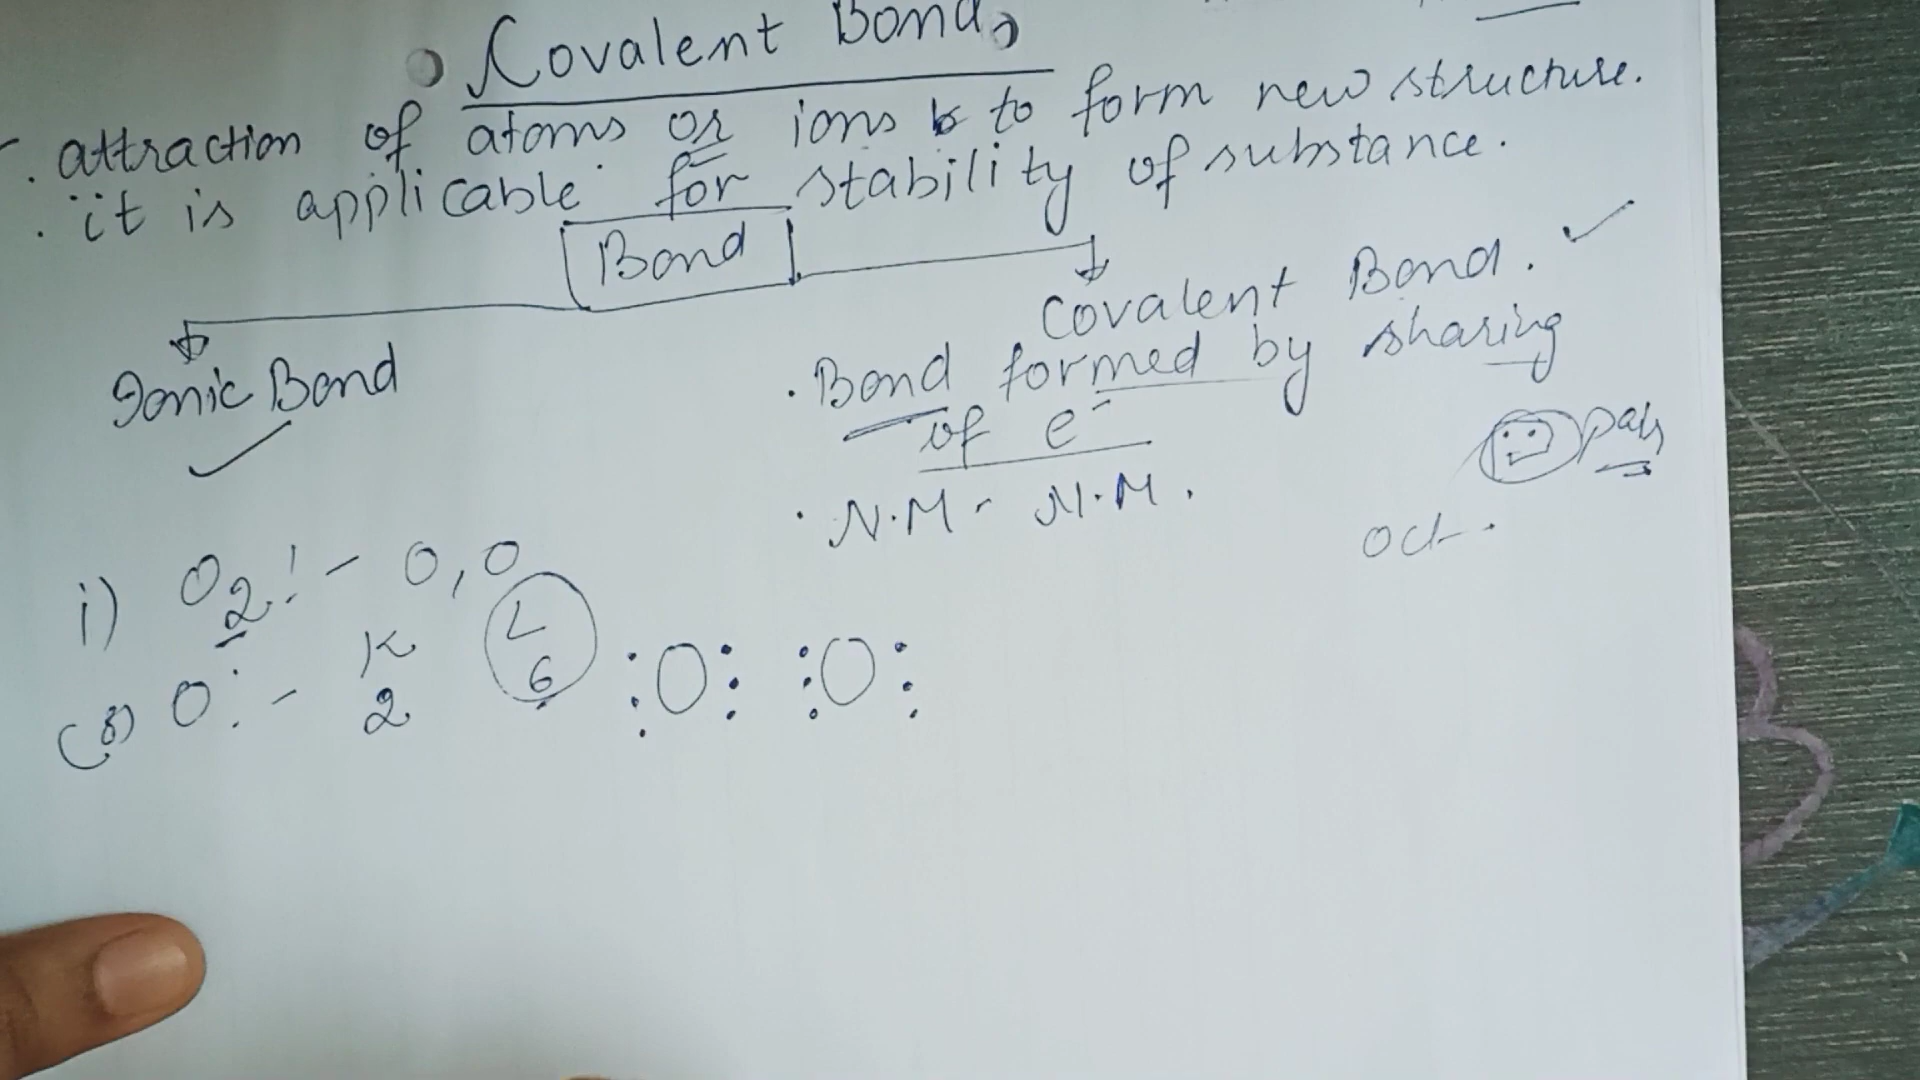 Covalent Bond
. attraction of atoms or ions to form new structure.
. it is applicable for stability of substance.
Bond
Covalent Bond.
Ionic Bond
. Bond formed by sharing
of e-
. N.M - N.M.
Oct.
i) O2:- O,O
K L
(8) O:- 2 6 :O: :O: